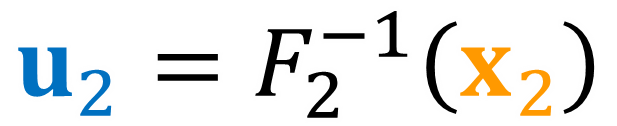 u₂ = F₂⁻¹(x₂)